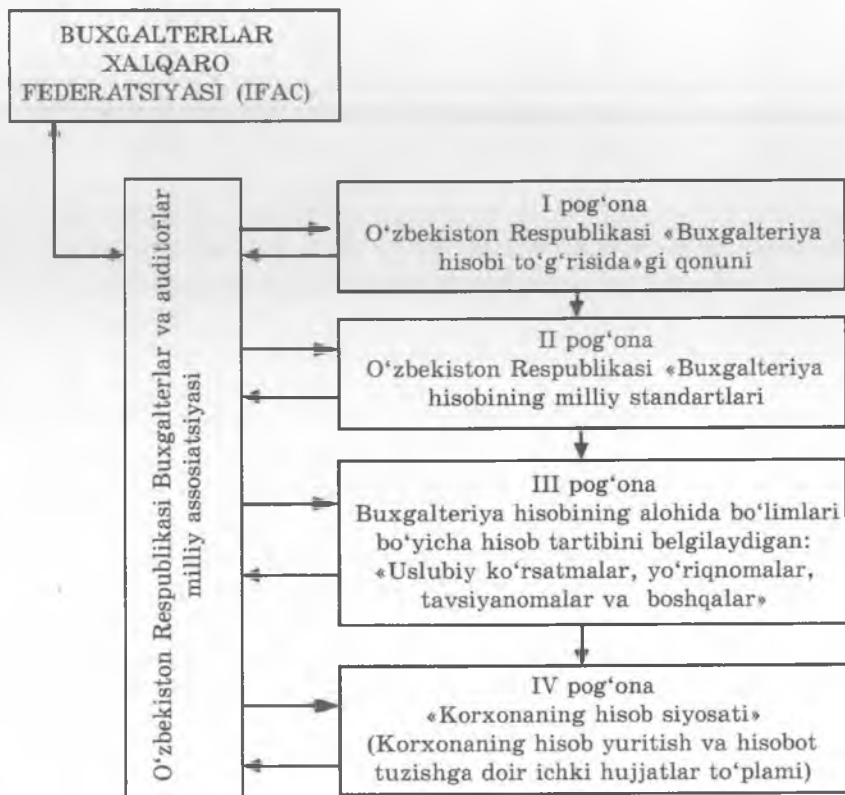 BUXGALTERLAR
XALQARO
FEDERATSIYASI (IFAC)
O‘zbekiston Respublikasi Buxgalterlar va auditorlar
milliy assosiatsiyasi
I pog‘ona
O‘zbekiston Respublikasi «Buxgalteriya
hisobi to‘g‘risida»gi qonuni
II pog‘ona
O‘zbekiston Respublikasi «Buxgalteriya
hisobining milliy standartlari
III pog‘ona
Buxgalteriya hisobining alohida bo‘limlari
bo‘yicha hisob tartibini belgilaydigan:
«Uslubiy ko‘rsatmalar, yo‘riqnomalar,
tavsiyanomalar va boshqalar»
IV pog‘ona
«Korxonaning hisob siyosati»
(Korxonaning hisob yuritish va hisobot
tuzishga doir ichki hujjatlar to‘plami)